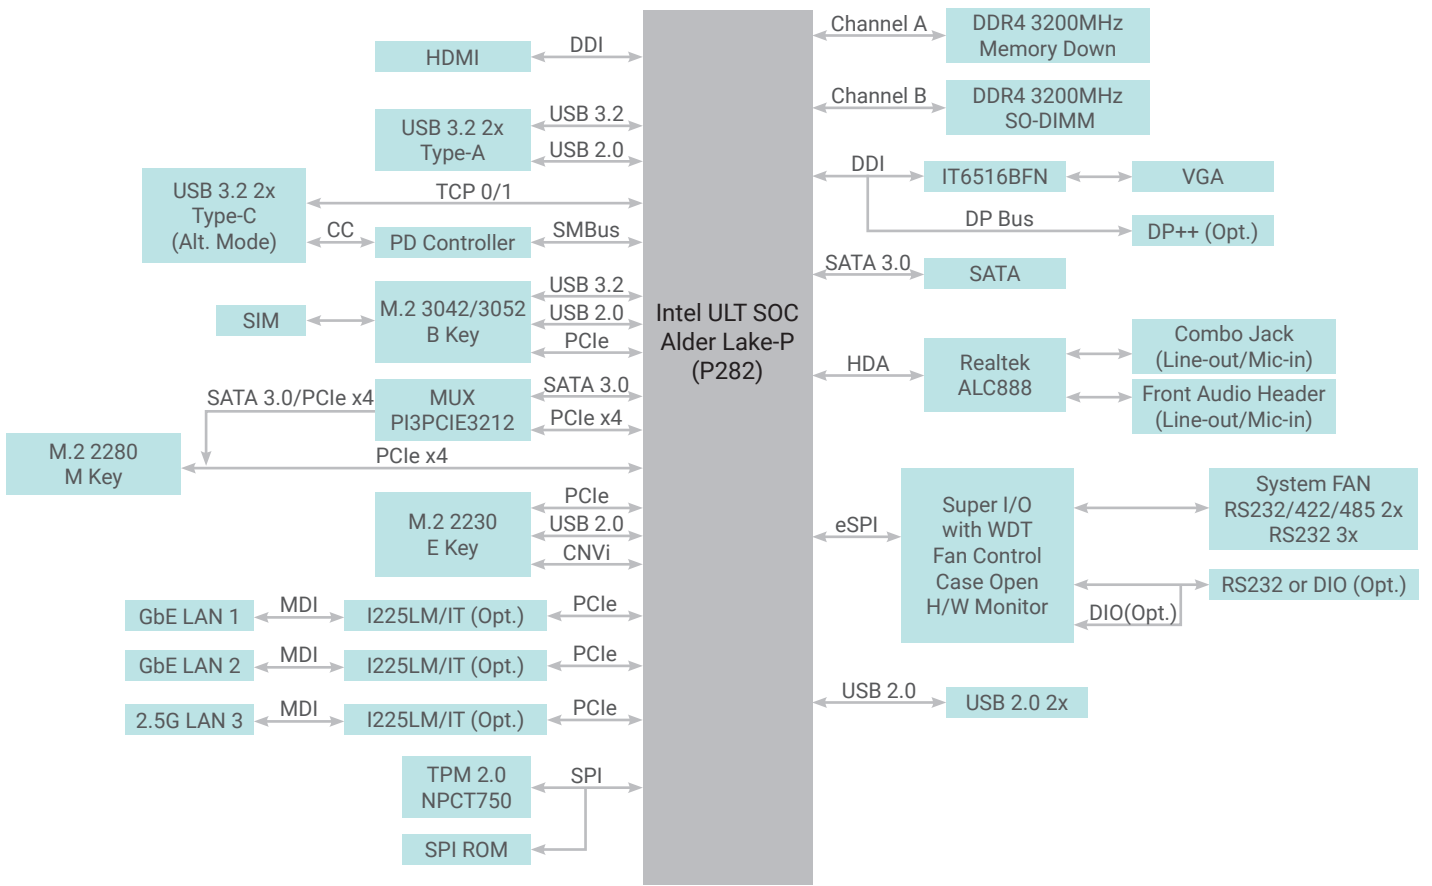 HDMI
DDI
USB 3.2 2x
Type-A
USB 3.2
USB 2.0
USB 3.2 2x
Type-C
(Alt. Mode)
TCP 0/1
CC
PD Controller
SMBus
SIM
M.2 3042/3052
B Key
USB 3.2
USB 2.0
PCIe
SATA 3.0/PCIe x4
MUX
PI3PCIE3212
SATA 3.0
PCIe x4
M.2 2280
M Key
PCIe x4
M.2 2230
E Key
PCIe
USB 2.0
CNVi
GbE LAN 1
MDI
I225LM/IT (Opt.)
PCIe
GbE LAN 2
MDI
I225LM/IT (Opt.)
PCIe
2.5G LAN 3
MDI
I225LM/IT (Opt.)
PCIe
TPM 2.0
NPCT750
SPI
SPI ROM
Intel ULT SOC
Alder Lake-P
(P282)
Channel A
DDR4 3200MHz
Memory Down
Channel B
DDR4 3200MHz
SO-DIMM
DDI
IT6516BFN
VGA
DP Bus
DP++ (Opt.)
SATA 3.0
SATA
HDA
Realtek
ALC888
Combo Jack
(Line-out/Mic-in)
Front Audio Header
(Line-out/Mic-in)
eSPI
Super I/O
with WDT
Fan Control
Case Open
H/W Monitor
System FAN
RS232/422/485 2x
RS232 3x
RS232 or DIO (Opt.)
DIO(Opt.)
USB 2.0
USB 2.0 2x